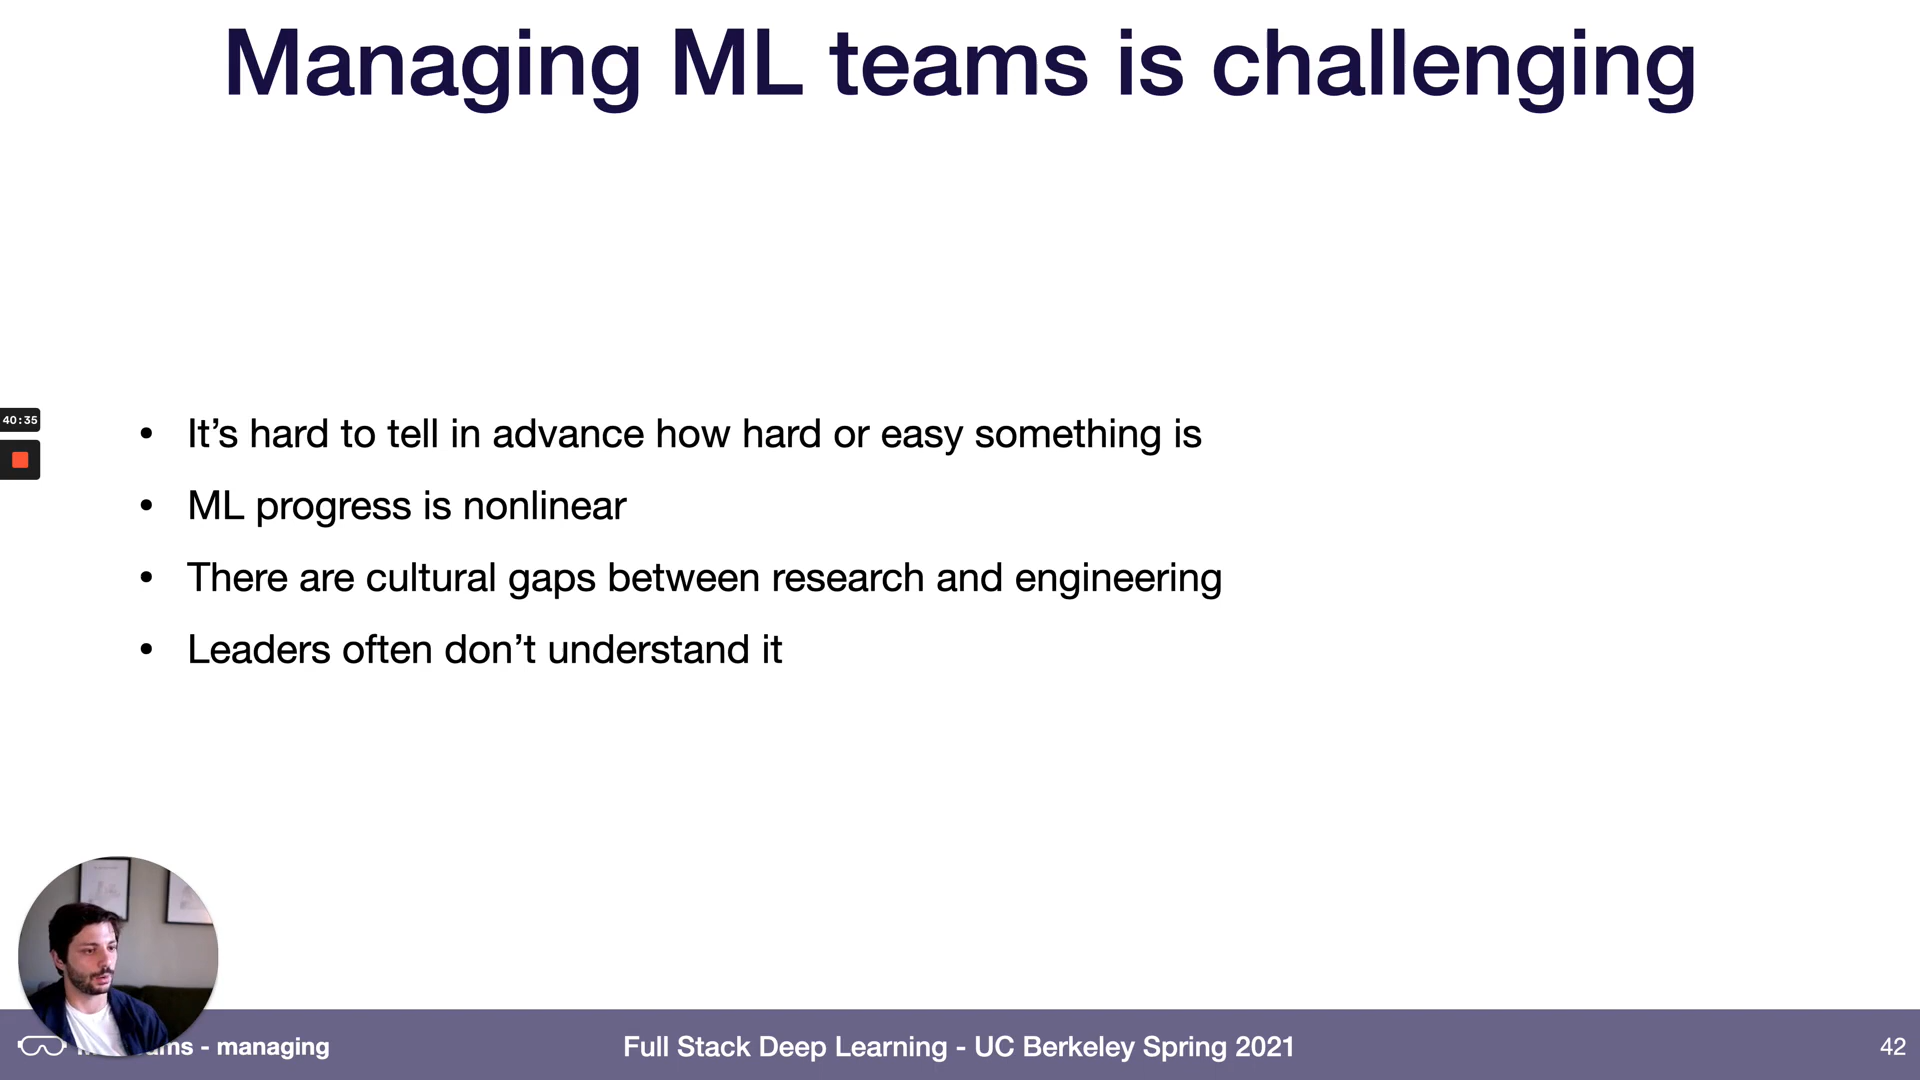 Managing ML teams is challenging
40:35
• It’s hard to tell in advance how hard or easy something is
• ML progress is nonlinear
• There are cultural gaps between research and engineering
• Leaders often don’t understand it
- managing
Full Stack Deep Learning - UC Berkeley Spring 2021
42